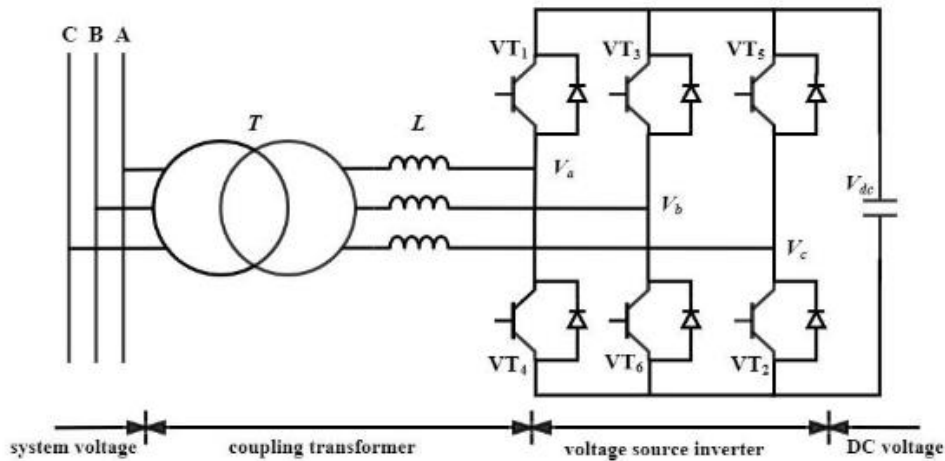 C B A
T
L
VT1
VT3
VT5
Va
Vb
Vc
Vdc
VT4
VT6
VT2
system voltage
coupling transformer
voltage source inverter
DC voltage